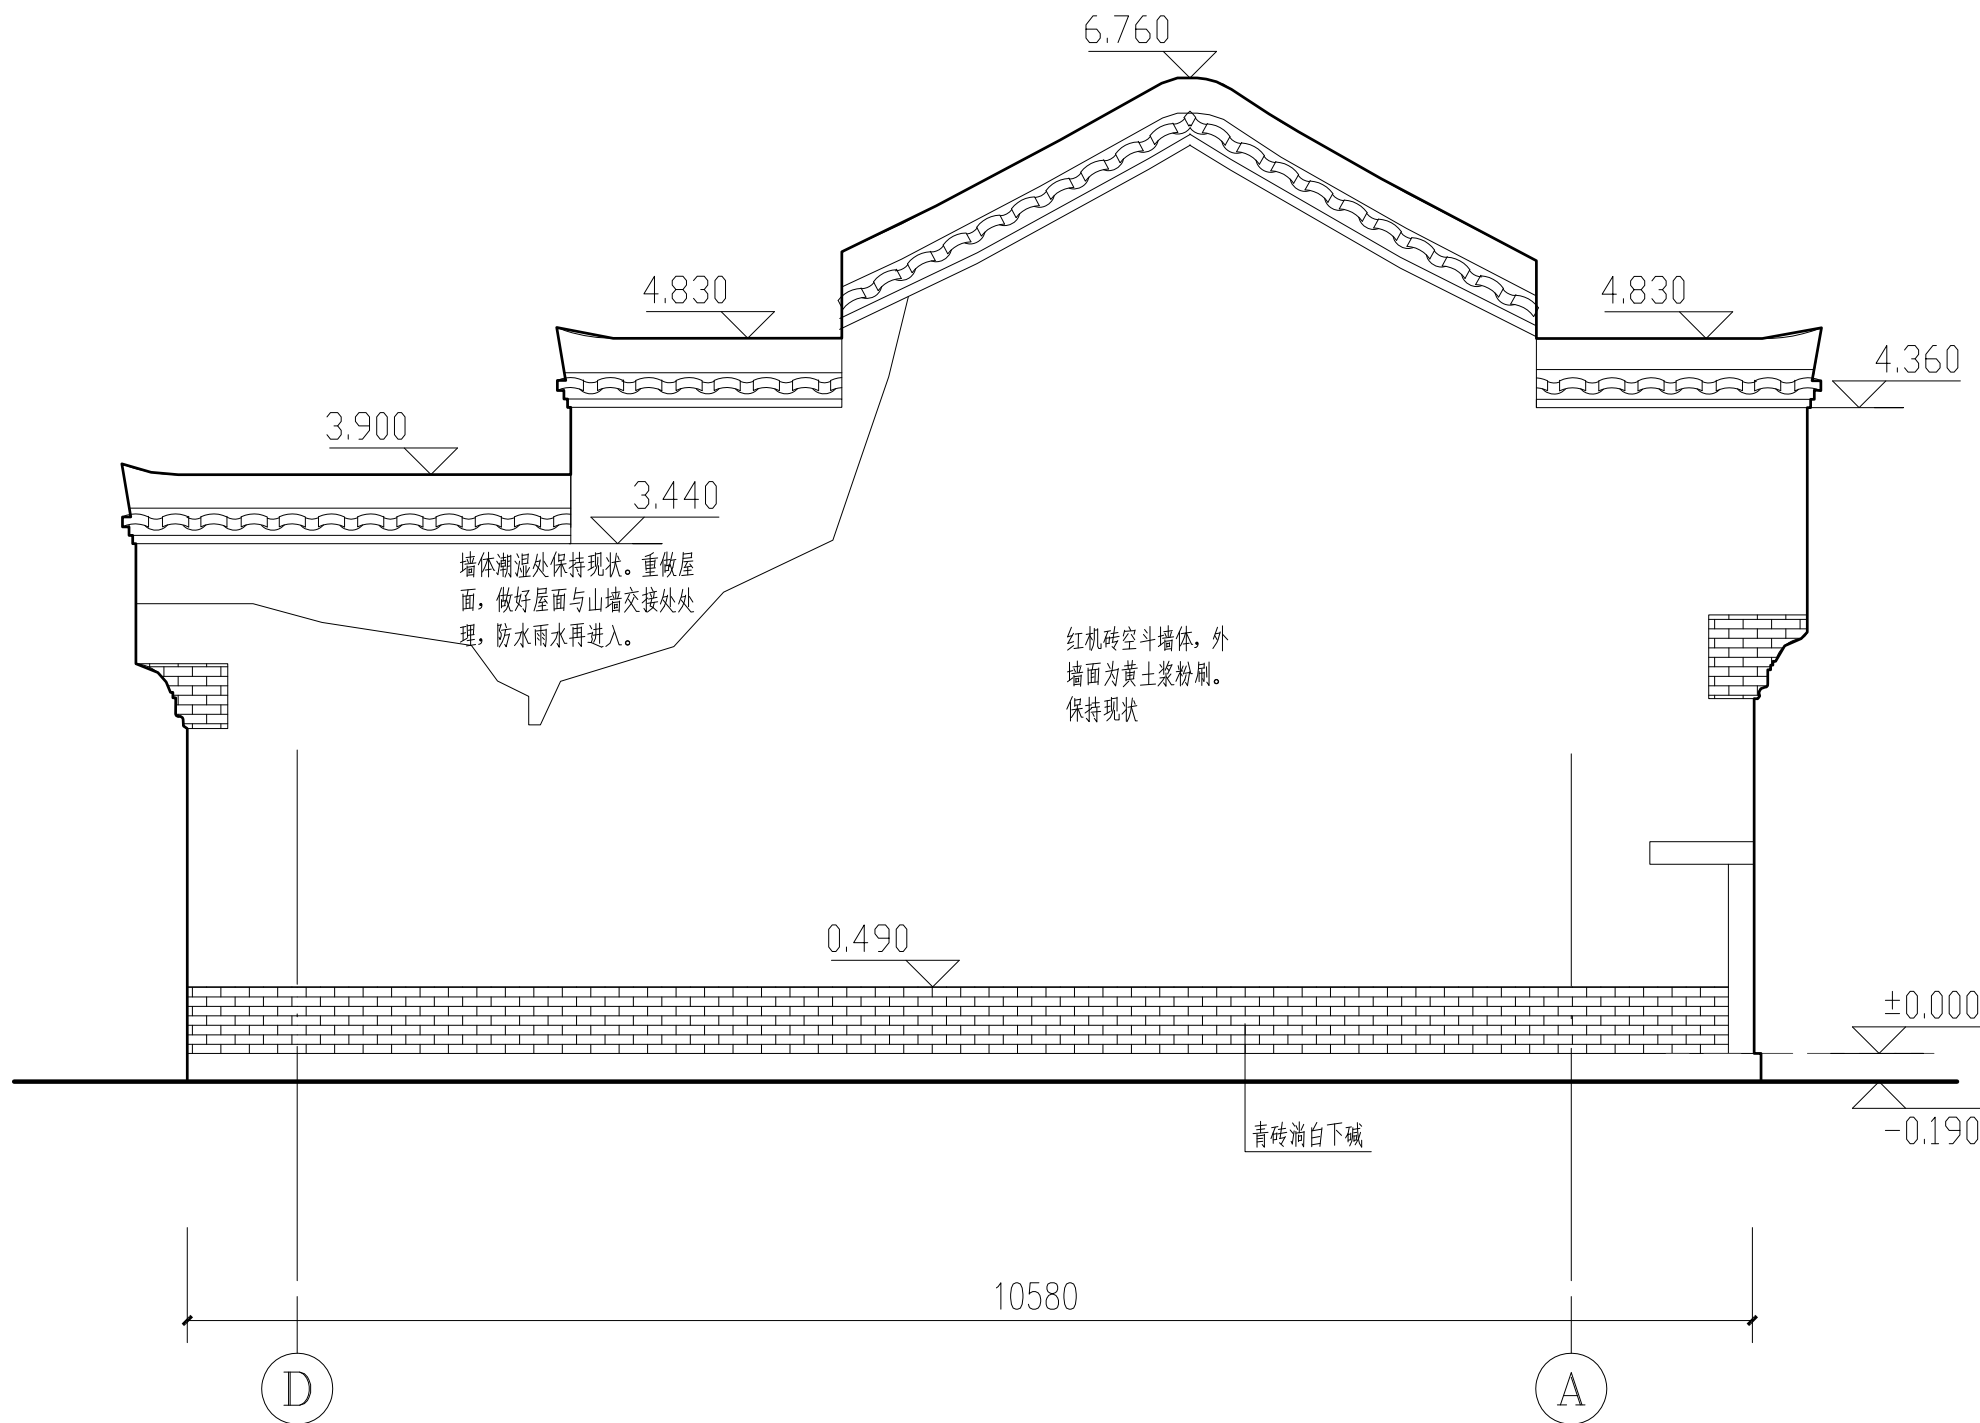 6.760
4.830
4.830
4.360
3.900
3.440
墙体潮湿处保持现状。重做屋
面，做好屋面与山墙交接处处
理，防水雨水再进入。
红机砖空斗墙体，外
墙面为黄土浆粉刷。
保持现状
0.490
±0.000
-0.190
青砖淌白下碱
10580
D
A